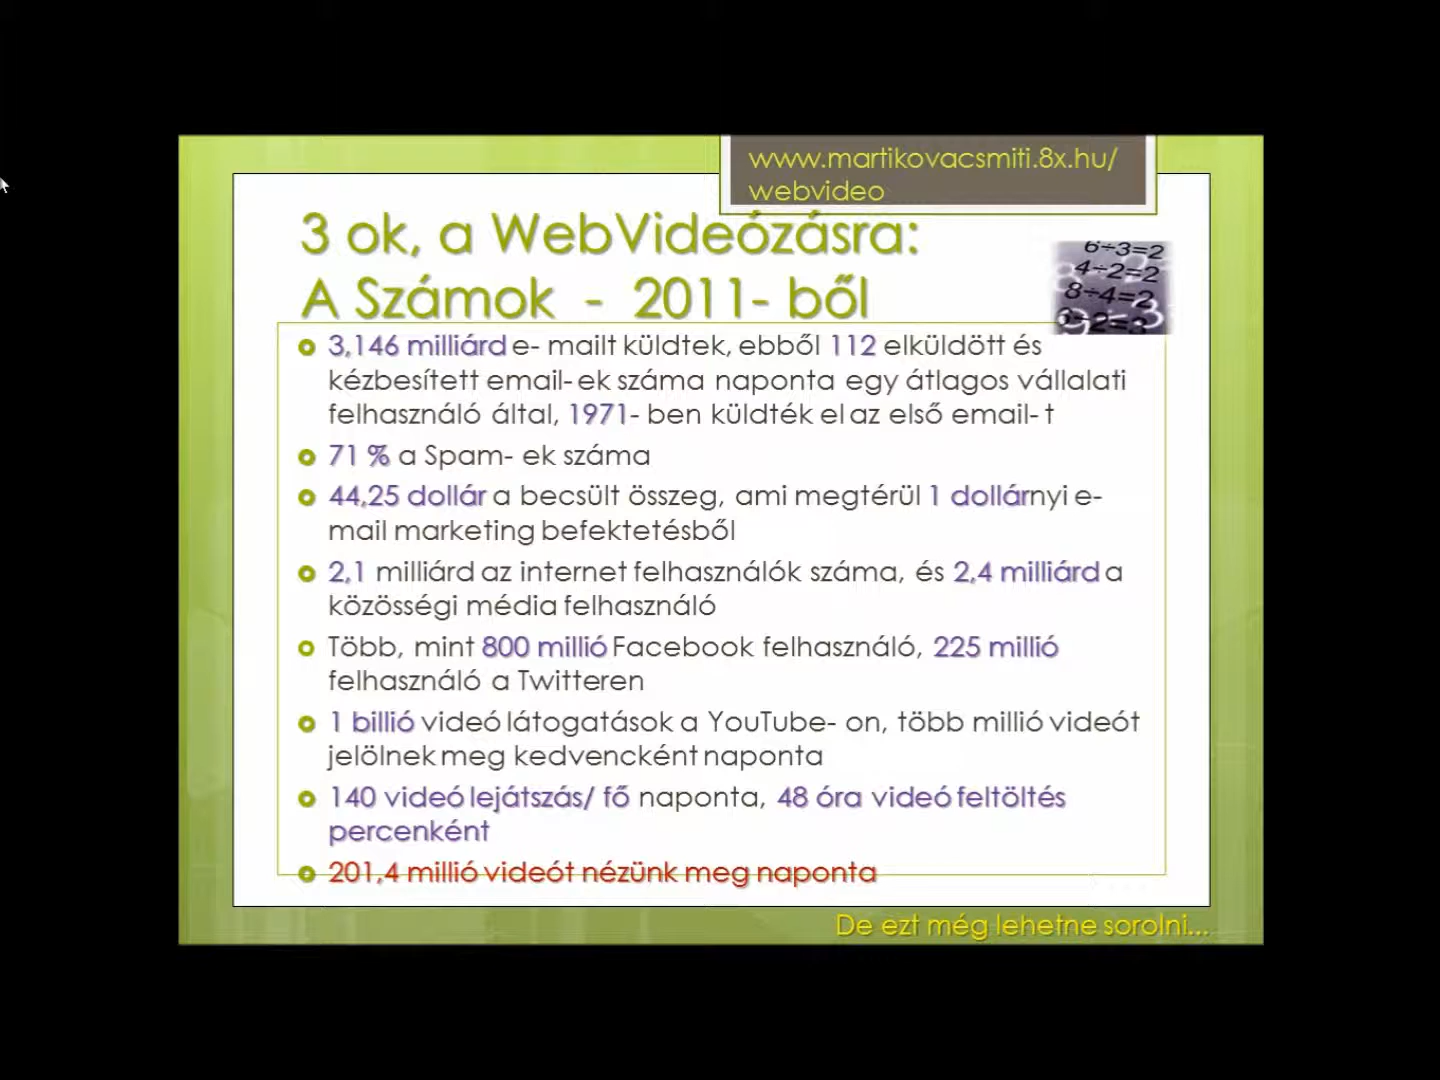 www.martikovacsmiti.8x.hu/
webvideo
3 ok, a WebVideózásra:
A Számok - 2011- ből
6÷3=2
4÷2=2
8÷4=2
3,146 milliárd e- mailt küldtek, ebből 112 elküldött és
kézbesített email- ek száma naponta egy átlagos vállalati
felhasználó által, 1971- ben küldték el az első email- t
71 % a Spam- ek száma
44,25 dollár a becsült összeg, ami megtérül 1 dollárnyi e-
mail marketing befektetésből
2,1 milliárd az internet felhasználók száma, és 2,4 milliárd a
közösségi média felhasználó
Több, mint 800 millió Facebook felhasználó, 225 millió
felhasználó a Twitteren
1 billió videó látogatások a YouTube- on, több millió videót
jelölnek meg kedvencként naponta
140 videó lejátszás/ fő naponta, 48 óra videó feltöltés
percenként
201,4 millió videót nézünk meg naponta
De ezt még lehetne sorolni...